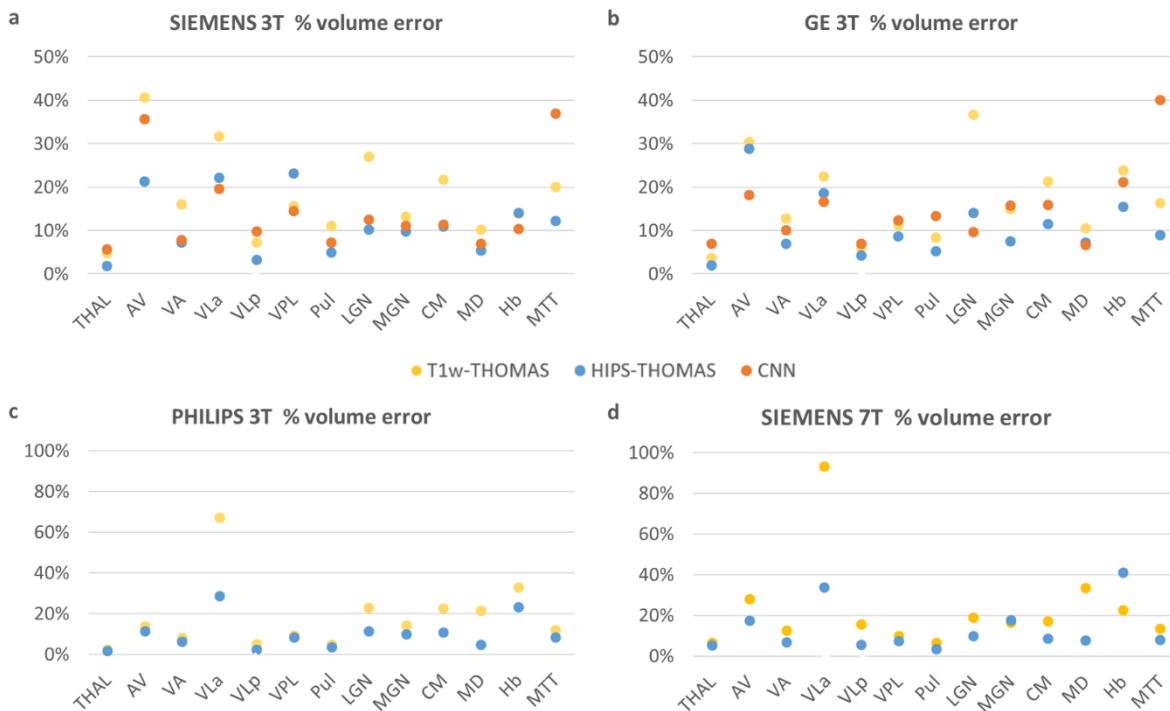 a
SIEMENS 3T % volume error
50%
40%
30%
20%
10%
0%
THAL AV VA VLa VLp VPL Pul LGN MGN CM MD Hb MTT
b
GE 3T % volume error
50%
40%
30%
20%
10%
0%
THAL AV VA VLa VLp VPL Pul LGN MGN CM MD Hb MTT
T1w-THOMAS HIPS-THOMAS CNN
c
PHILIPS 3T % volume error
100%
80%
60%
40%
20%
0%
THAL AV VA VLa VLp VPL Pul LGN MGN CM MD Hb MTT
d
SIEMENS 7T % volume error
100%
80%
60%
40%
20%
0%
THAL AV VA VLa VLp VPL Pul LGN MGN CM MD Hb MTT